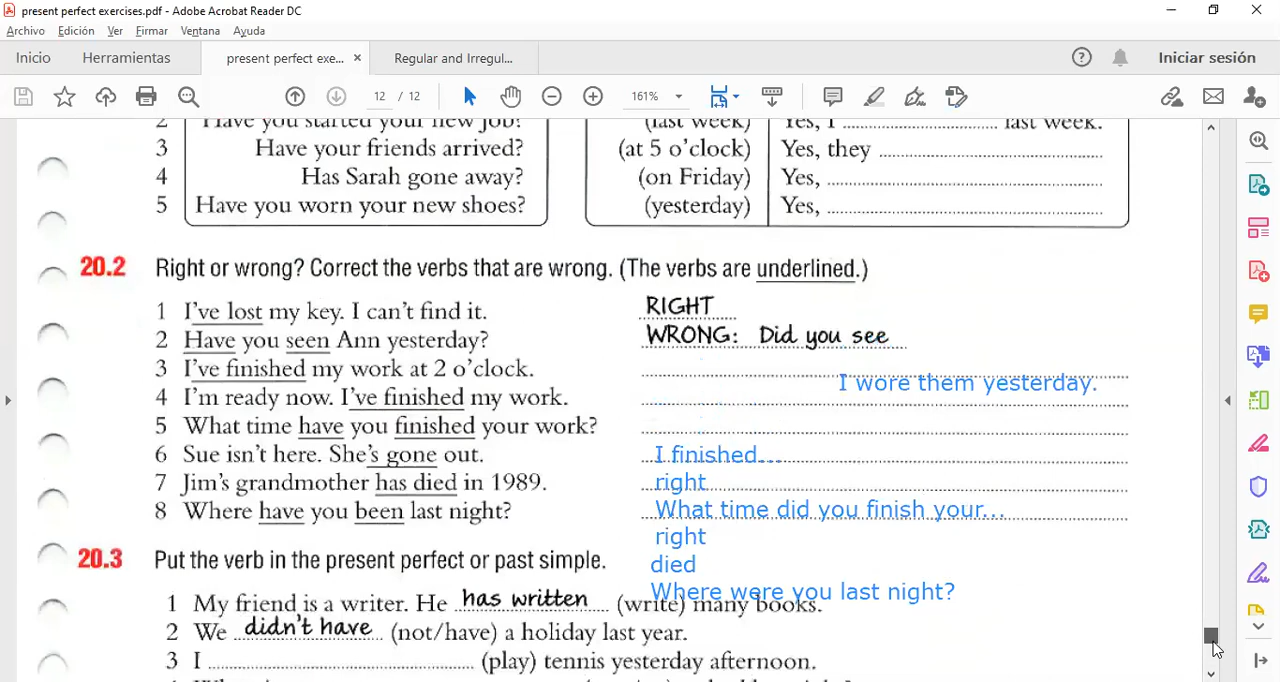 present perfect exercises.pdf - Adobe Acrobat Reader DC
Archivo Edición Ver Firmar Ventana Ayuda
Inicio Herramientas present perfect exe... × Regular and Irregul... Iniciar sesión
12 / 12 161%
2 Have you started your new job? (last week) Yes, I .......... last week.
3 Have your friends arrived? (at 5 o'clock) Yes, they ..........
4 Has Sarah gone away? (on Friday) Yes, ..........
5 Have you worn your new shoes? (yesterday) Yes, ..........
20.2 Right or wrong? Correct the verbs that are wrong. (The verbs are underlined.)
1 I've lost my key. I can't find it. RIGHT
2 Have you seen Ann yesterday? WRONG: Did you see
3 I've finished my work at 2 o'clock.
I wore them yesterday.
4 I'm ready now. I've finished my work.
5 What time have you finished your work?
6 Sue isn't here. She's gone out. I finished...
7 Jim's grandmother has died in 1989. right
8 Where have you been last night? What time did you finish your...
right
20.3 Put the verb in the present perfect or past simple.
died
Where were you last night?
1 My friend is a writer. He has written (write) many books.
2 We didn't have (not/have) a holiday last year.
3 I .......... (play) tennis yesterday afternoon.